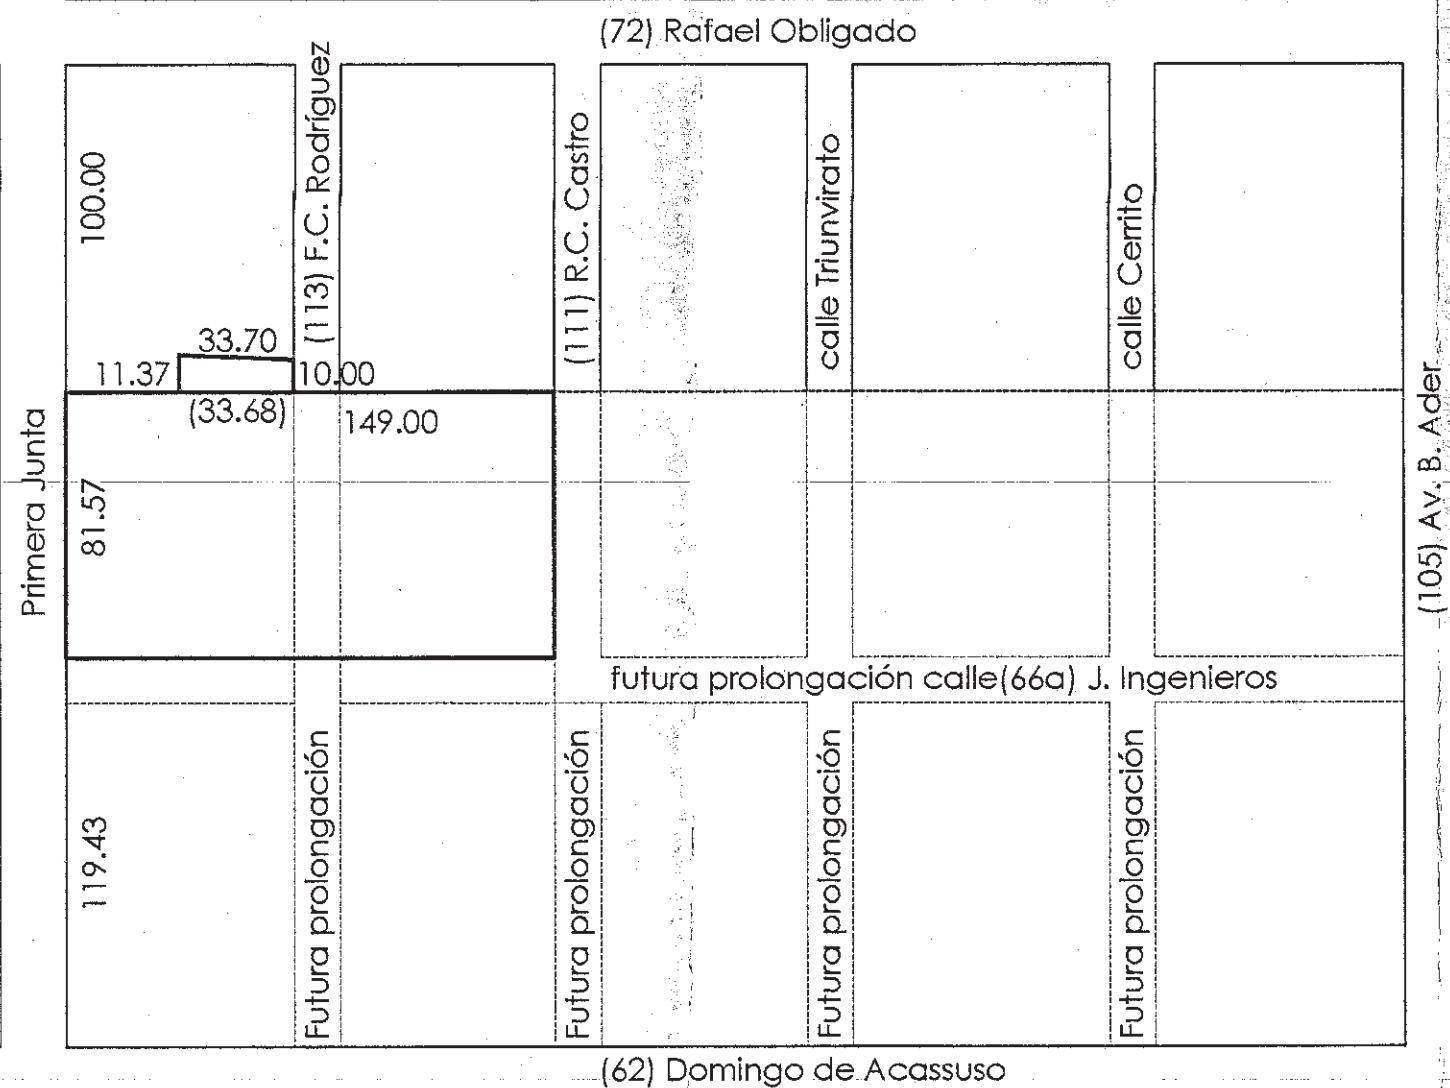 (72) Rafael Obligado
100.00
(113) F.C. Rodríguez
(111) R.C. Castro
calle Triunvirato
calle Cerrito
33.70
11.37
10.00
(33.68)
149.00
Primera Junta
81.57
(105) Av. B. Ader
futura prolongación calle(66a) J. Ingenieros
119.43
Futura prolongación
Futura prolongación
Futura prolongación
Futura prolongación
(62) Domingo de Acassuso